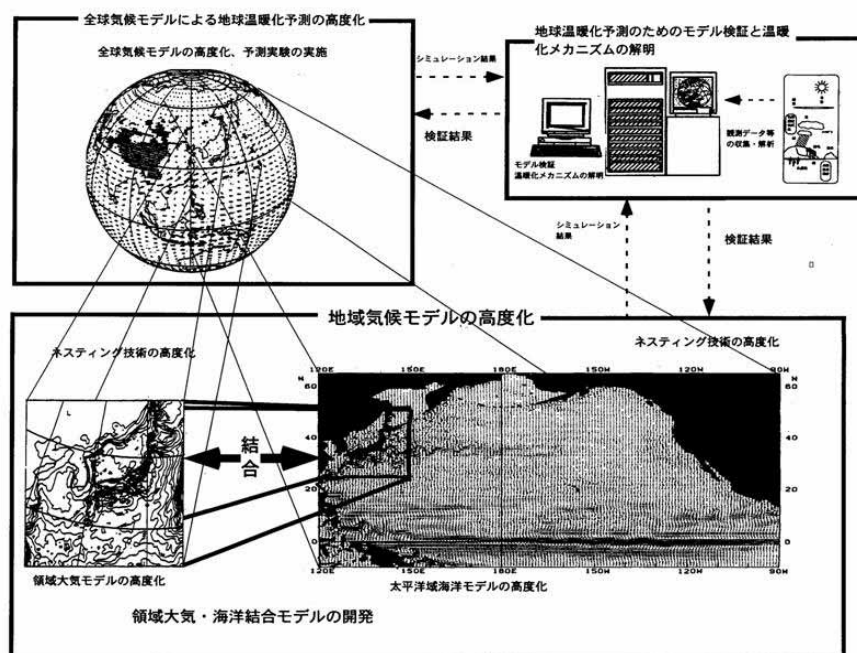 全球気候モデルによる地球温暖化予測の高度化
全球気候モデルの高度化、予測実験の実施
シミュレーション結果
検証結果
地球温暖化予測のためのモデル検証と温暖
化メカニズムの解明
モデル検証
温暖化メカニズムの解明
観測データ等
の収集・解析
シミュレーション
結果
検証結果
地域気候モデルの高度化
ネスティング技術の高度化
ネスティング技術の高度化
120E 150E 180E 150W 120W 90W
N N
60 60
40 40
20 20
0 0
120E 150E 180E 150W 120W 90W
L
結
合
領域大気モデルの高度化
太平洋域海洋モデルの高度化
領域大気・海洋結合モデルの開発